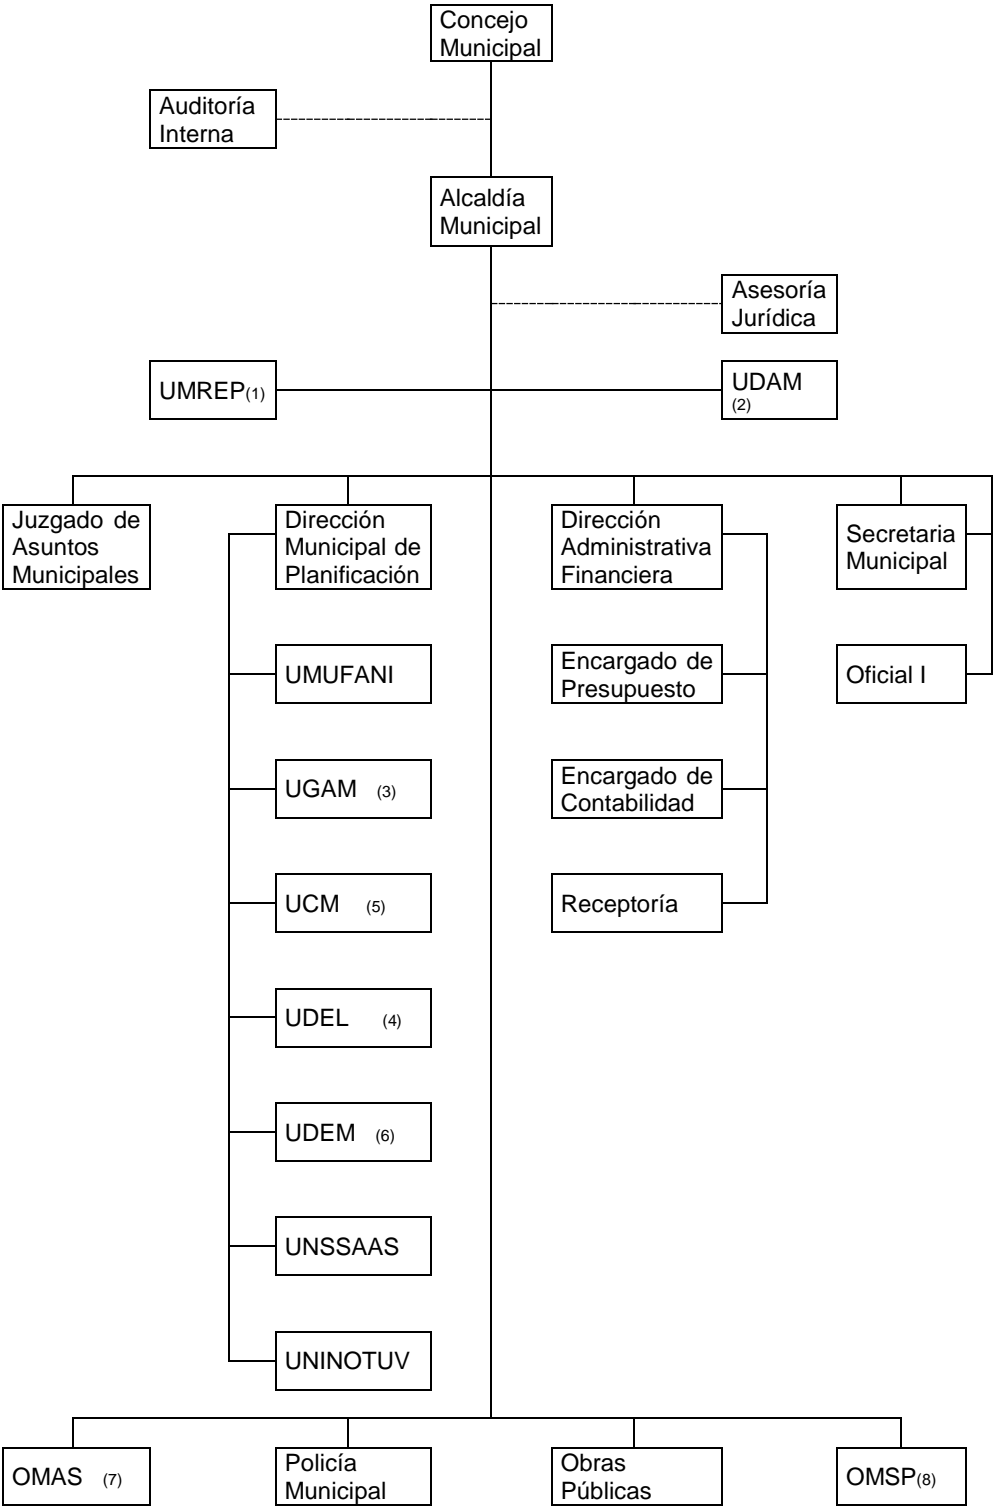 Concejo
Municipal
Auditoría
Interna
Alcaldía
Municipal
Asesoría
Jurídica
UMREP(1)
UDAM
(2)
Juzgado de
Asuntos
Municipales
Dirección
Municipal de
Planificación
Dirección
Administrativa
Financiera
Secretaria
Municipal
UMUFANI
Encargado de
Presupuesto
Oficial I
UGAM (3)
Encargado de
Contabilidad
UCM (5)
Receptoría
UDEL (4)
UDEM (6)
UNSSAAS
UNINOTUV
OMAS (7)
Policía
Municipal
Obras
Públicas
OMSP(8)